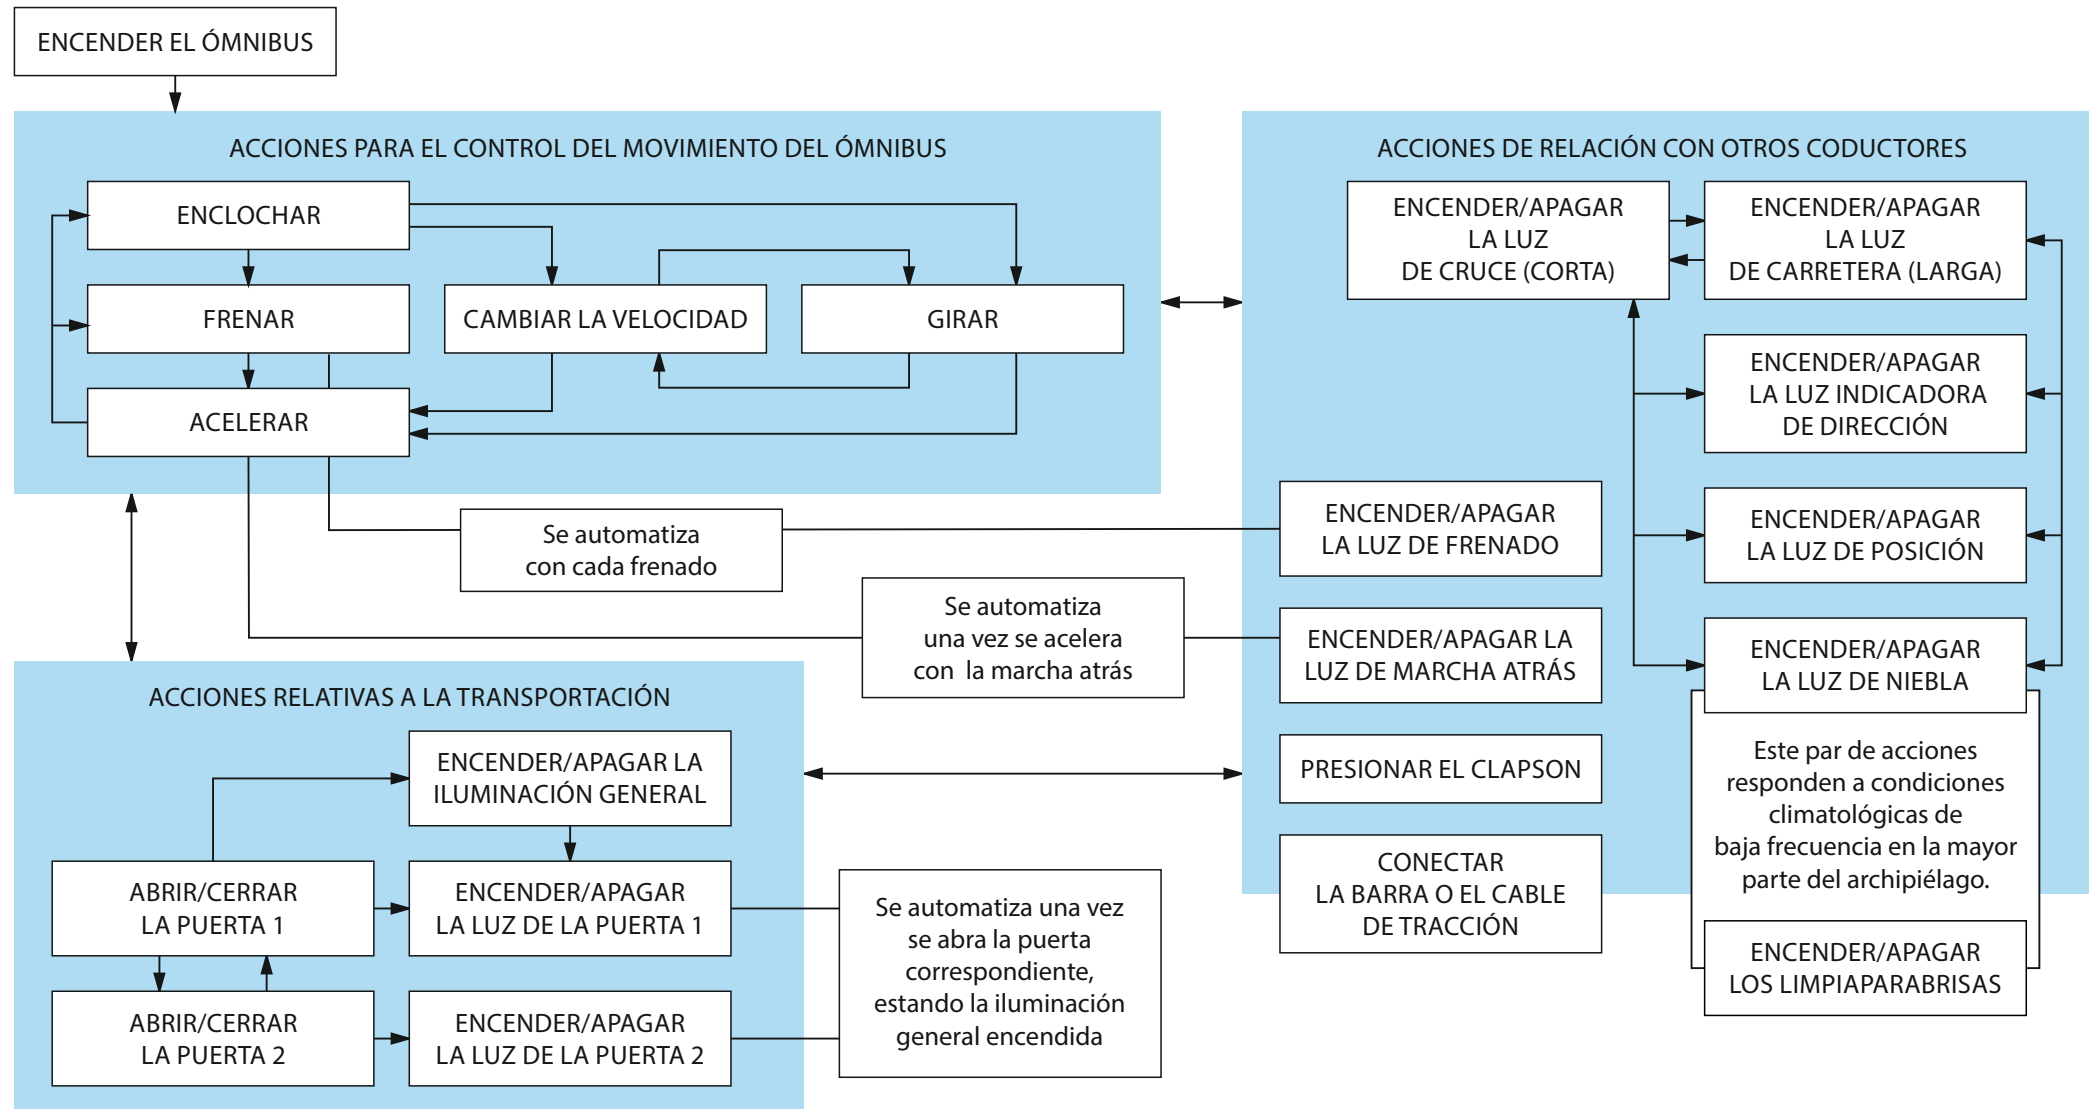 ENCENDER EL ÓMNIBUS
ACCIONES PARA EL CONTROL DEL MOVIMIENTO DEL ÓMNIBUS
ENCLOCHAR
FRENAR
CAMBIAR LA VELOCIDAD
GIRAR
ACELERAR
ACCIONES DE RELACIÓN CON OTROS CODUCTORES
ENCENDER/APAGAR
LA LUZ
DE CRUCE (CORTA)
ENCENDER/APAGAR
LA LUZ
DE CARRETERA (LARGA)
ENCENDER/APAGAR
LA LUZ INDICADORA
DE DIRECCIÓN
ENCENDER/APAGAR
LA LUZ DE FRENADO
ENCENDER/APAGAR
LA LUZ DE POSICIÓN
Se automatiza
con cada frenado
Se automatiza
una vez se acelera
con la marcha atrás
ENCENDER/APAGAR LA
LUZ DE MARCHA ATRÁS
ENCENDER/APAGAR
LA LUZ DE NIEBLA
PRESIONAR EL CLAPSON
Este par de acciones
responden a condiciones
climatológicas de
baja frecuencia en la mayor
parte del archipiélago.
CONECTAR
LA BARRA O EL CABLE
DE TRACCIÓN
ENCENDER/APAGAR
LOS LIMPIAPARABRISAS
ACCIONES RELATIVAS A LA TRANSPORTACIÓN
ENCENDER/APAGAR LA
ILUMINACIÓN GENERAL
ABRIR/CERRAR
LA PUERTA 1
ENCENDER/APAGAR
LA LUZ DE LA PUERTA 1
ABRIR/CERRAR
LA PUERTA 2
ENCENDER/APAGAR
LA LUZ DE LA PUERTA 2
Se automatiza una vez
se abra la puerta
correspondiente,
estando la iluminación
general encendida